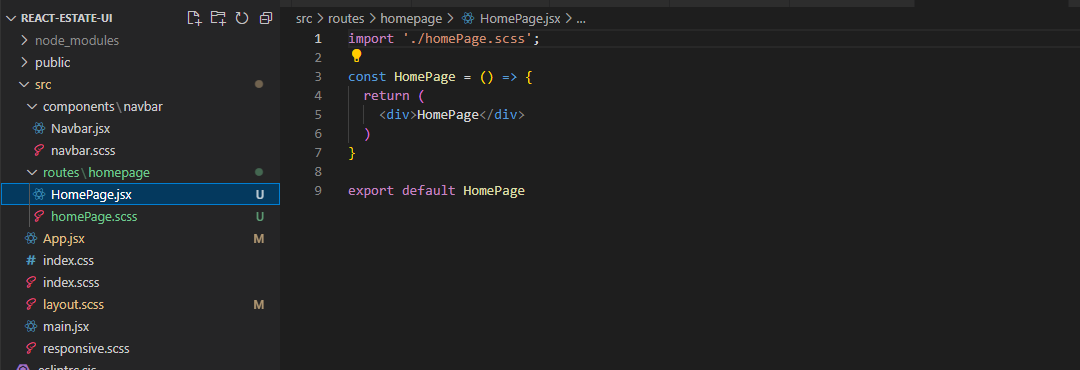 REACT-ESTATE-UI
node_modules
public
src
components\navbar
Navbar.jsx
navbar.scss
routes\homepage
HomePage.jsx U
homePage.scss U
App.jsx M
index.css
index.scss
layout.scss M
main.jsx
responsive.scss
.eslintrc.cjs
src > routes > homepage > HomePage.jsx > ...
1 import './homePage.scss';
2
3 const HomePage = () => {
4 return (
5 <div>HomePage</div>
6 )
7 }
8
9 export default HomePage